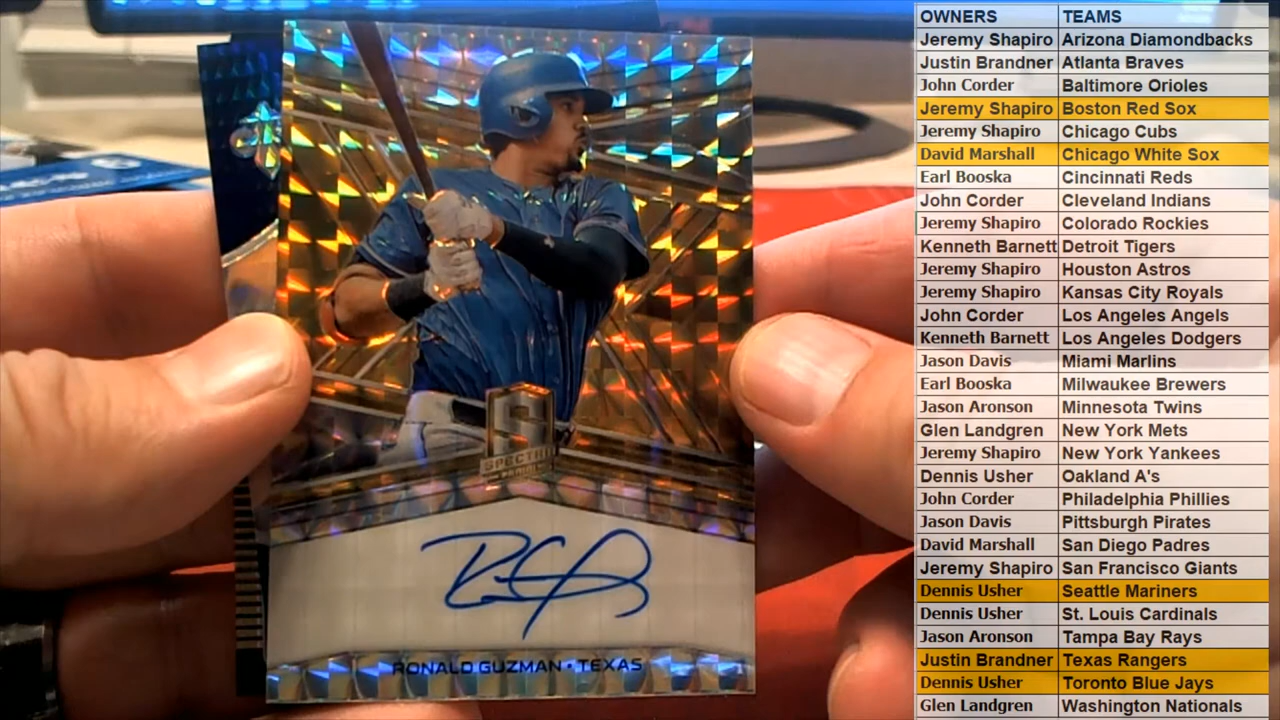 SPECTRA
PANINI
RONALD GUZMAN • TEXAS
OWNERS TEAMS
Jeremy Shapiro Arizona Diamondbacks
Justin Brandner Atlanta Braves
John Corder Baltimore Orioles
Jeremy Shapiro Boston Red Sox
Jeremy Shapiro Chicago Cubs
David Marshall Chicago White Sox
Earl Booska Cincinnati Reds
John Corder Cleveland Indians
Jeremy Shapiro Colorado Rockies
Kenneth Barnett Detroit Tigers
Jeremy Shapiro Houston Astros
Jeremy Shapiro Kansas City Royals
John Corder Los Angeles Angels
Kenneth Barnett Los Angeles Dodgers
Jason Davis Miami Marlins
Earl Booska Milwaukee Brewers
Jason Aronson Minnesota Twins
Glen Landgren New York Mets
Jeremy Shapiro New York Yankees
Dennis Usher Oakland A's
John Corder Philadelphia Phillies
Jason Davis Pittsburgh Pirates
David Marshall San Diego Padres
Jeremy Shapiro San Francisco Giants
Dennis Usher Seattle Mariners
Dennis Usher St. Louis Cardinals
Jason Aronson Tampa Bay Rays
Justin Brandner Texas Rangers
Dennis Usher Toronto Blue Jays
Glen Landgren Washington Nationals